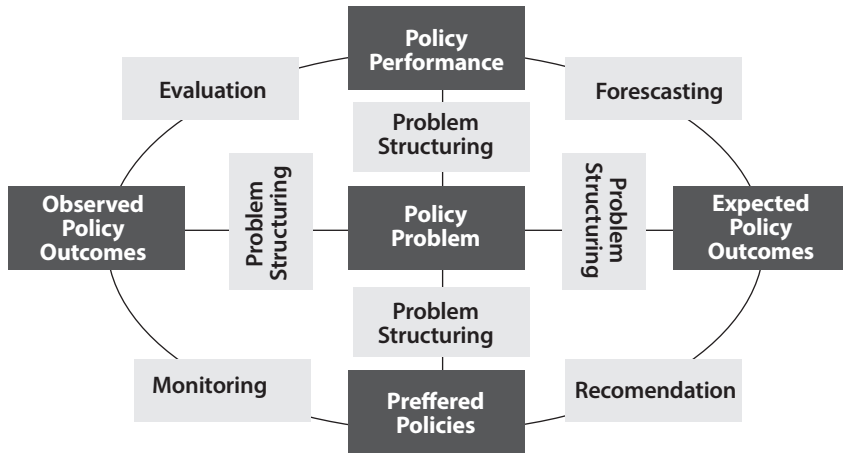 Policy
Performance
Evaluation
Forescasting
Problem
Structuring
Problem
Structuring
Problem
Structuring
Observed
Policy
Outcomes
Policy
Problem
Expected
Policy
Outcomes
Problem
Structuring
Monitoring
Recomendation
Preffered
Policies